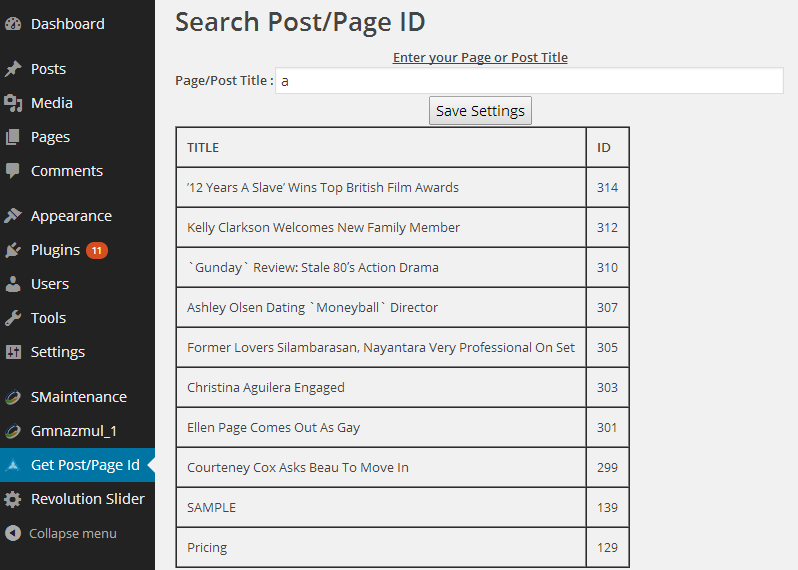 Dashboard
Posts
Media
Pages
Comments
Appearance
Plugins 11
Users
Tools
Settings
SMaintenance
Gmnazmul_1
Get Post/Page Id
Revolution Slider
Collapse menu
Search Post/Page ID
Enter your Page or Post Title
Page/Post Title : a
Save Settings
TITLE ID
’12 Years A Slave’ Wins Top British Film Awards 314
Kelly Clarkson Welcomes New Family Member 312
`Gunday` Review: Stale 80’s Action Drama 310
Ashley Olsen Dating `Moneyball` Director 307
Former Lovers Silambarasan, Nayantara Very Professional On Set 305
Christina Aguilera Engaged 303
Ellen Page Comes Out As Gay 301
Courteney Cox Asks Beau To Move In 299
SAMPLE 139
Pricing 129